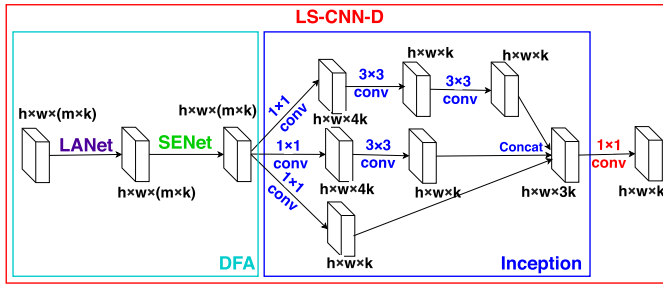 LS-CNN-D
h×w×(m×k)
LANet
h×w×(m×k)
SENet
h×w×(m×k)
DFA
1×1
conv
h×w×4k
3×3
conv
h×w×k
3×3
conv
h×w×k
1×1
conv
h×w×4k
3×3
conv
h×w×k
1×1
conv
h×w×k
Concat
h×w×3k
Inception
1×1
conv
h×w×k